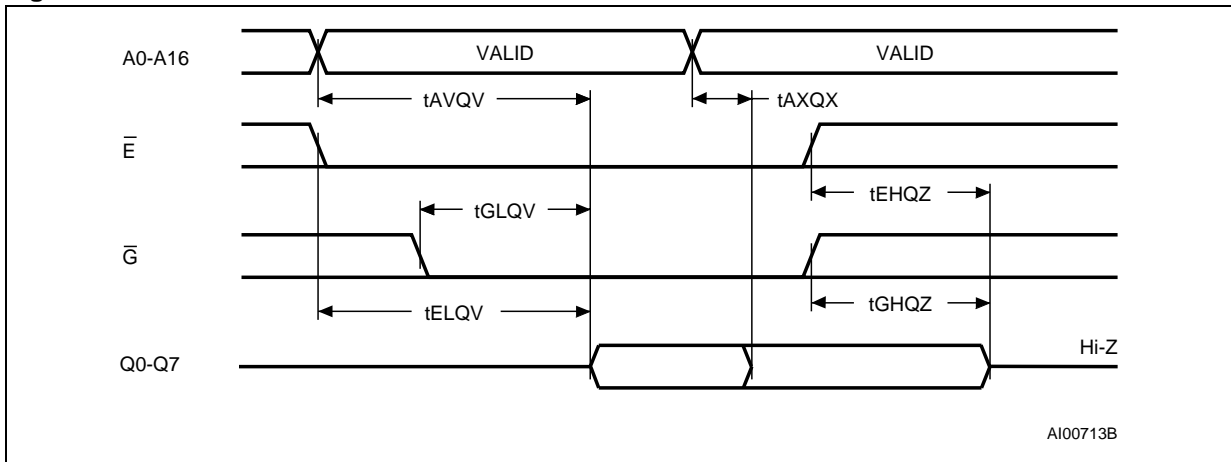 A0-A16
VALID
VALID
tAVQV
tAXQX
E̅
tEHQZ
tGLQV
G̅
tGHQZ
tELQV
Q0-Q7
Hi-Z
AI00713B